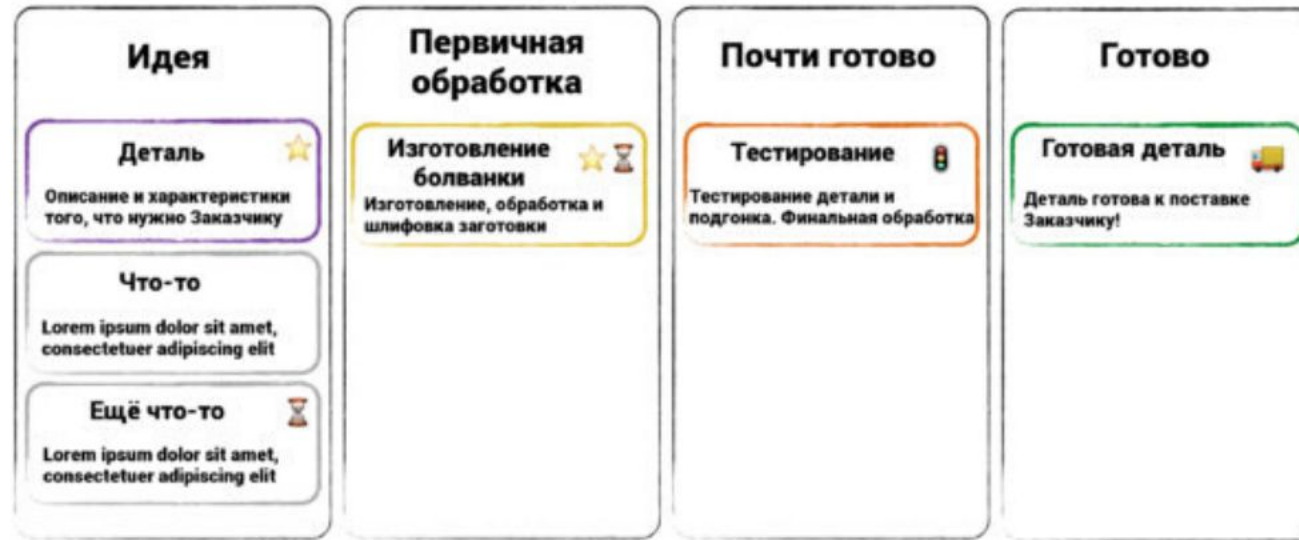 Идея
Деталь
Описание и характеристики
того, что нужно Заказчику
Что-то
Lorem ipsum dolor sit amet,
consectetuer adipiscing elit
Ещё что-то
Lorem ipsum dolor sit amet,
consectetuer adipiscing elit
Первичная
обработка
Изготовление
болванки
Изготовление, обработка и
шлифовка заготовки
Почти готово
Тестирование
Тестирование детали и
подгонка. Финальная обработка
Готово
Готовая деталь
Деталь готова к поставке
Заказчику!